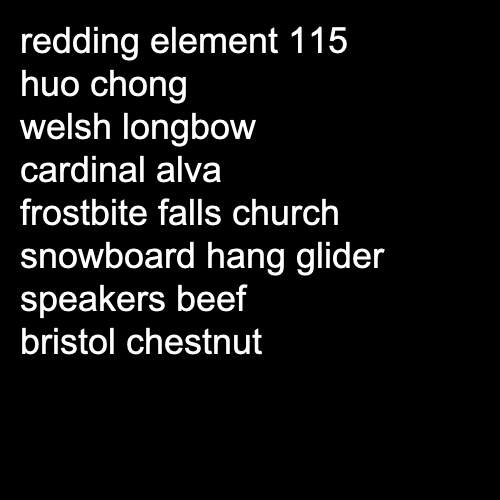 redding element 115
huo chong
welsh longbow
cardinal alva
frostbite falls church
snowboard hang glider
speakers beef
bristol chestnut